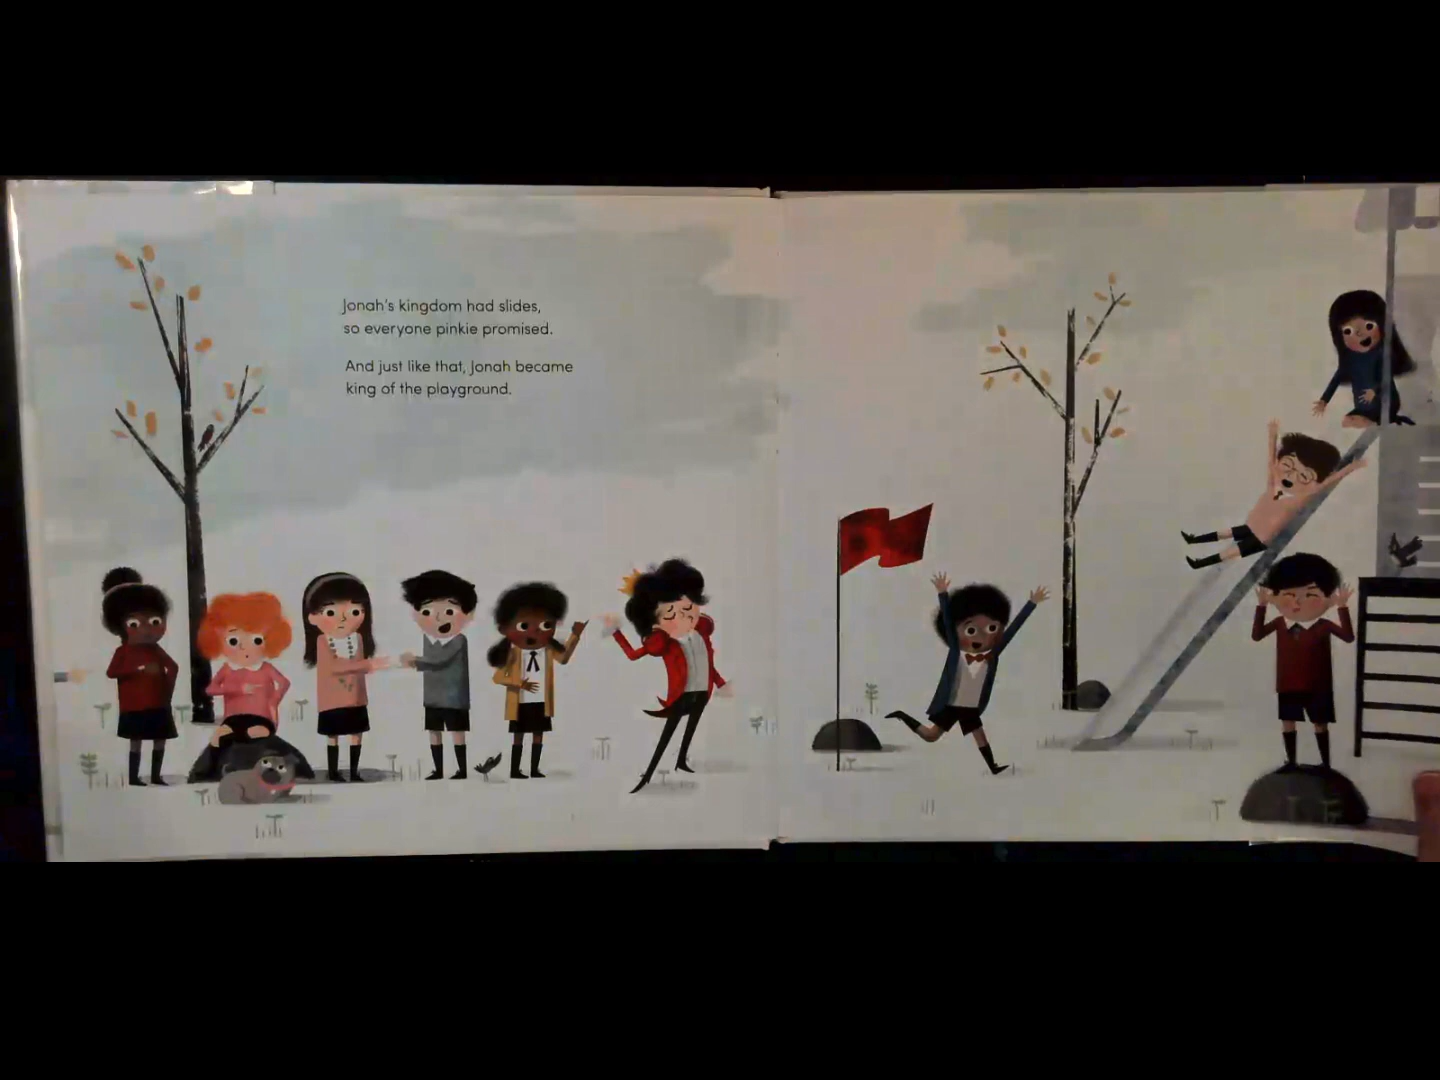 Jonah's kingdom had slides,
so everyone pinkie promised.
And just like that, Jonah became
king of the playground.